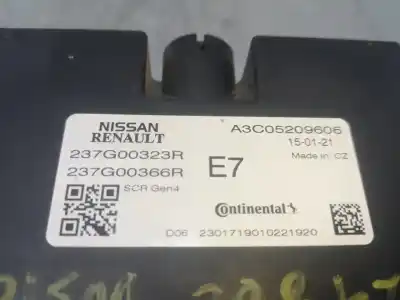 NISSAN
RENAULT
A3C05209606
15-01-21
Made in CZ
237G00323R
237G00366R
E7
SCR Gen4
Continental
D06 2301719010221920